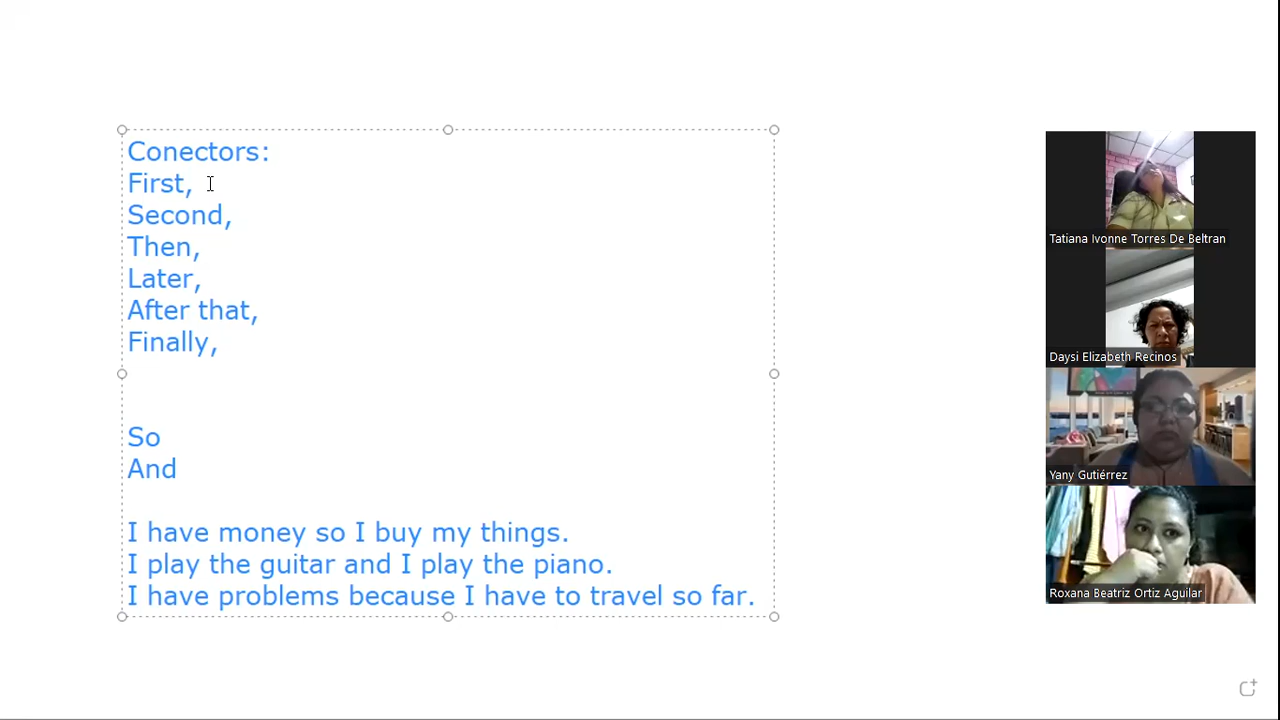 Conectors:
First,
Second,
Then,
Later,
After that,
Finally,
So
And
I have money so I buy my things.
I play the guitar and I play the piano.
I have problems because I have to travel so far.
Tatiana Ivonne Torres De Beltran
Daysi Elizabeth Recinos
Yany Gutiérrez
Roxana Beatriz Ortiz Aguilar